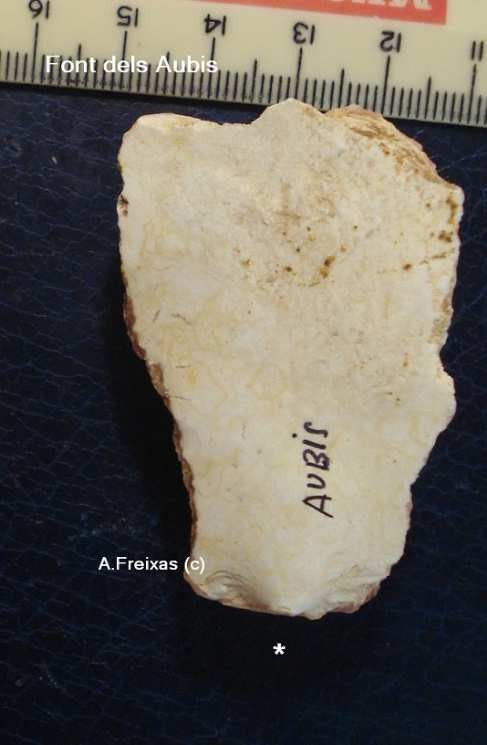 16 15 14 13 12 11
Font dels Aubis
AUBIS
A.Freixas (c)
*